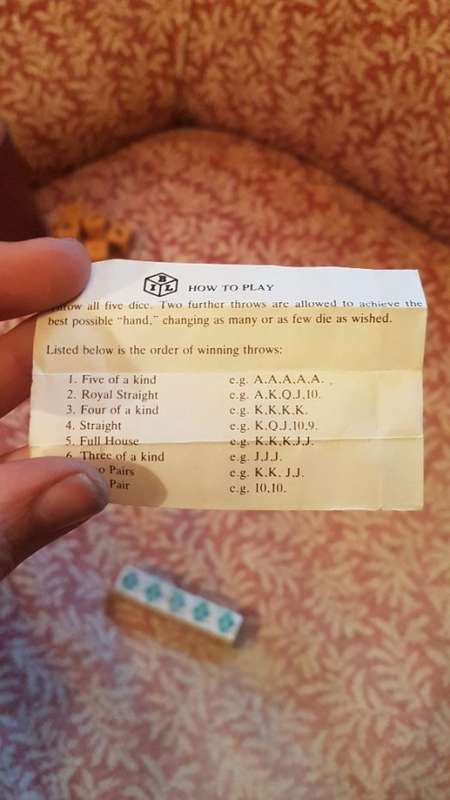 B
I L
HOW TO PLAY
Throw all five dice. Two further throws are allowed to achieve the
best possible “hand,” changing as many or as few die as wished.
Listed below is the order of winning throws:
1. Five of a kind e.g. A.A.A.A.A.
2. Royal Straight e.g. A.K.Q.J.10.
3. Four of a kind e.g. K.K.K.K.
4. Straight e.g. K.Q.J.10.9.
5. Full House e.g. K.K.K.J.J.
6. Three of a kind e.g. J.J.J.
Pairs e.g. K.K. J.J.
Pair e.g. 10.10.